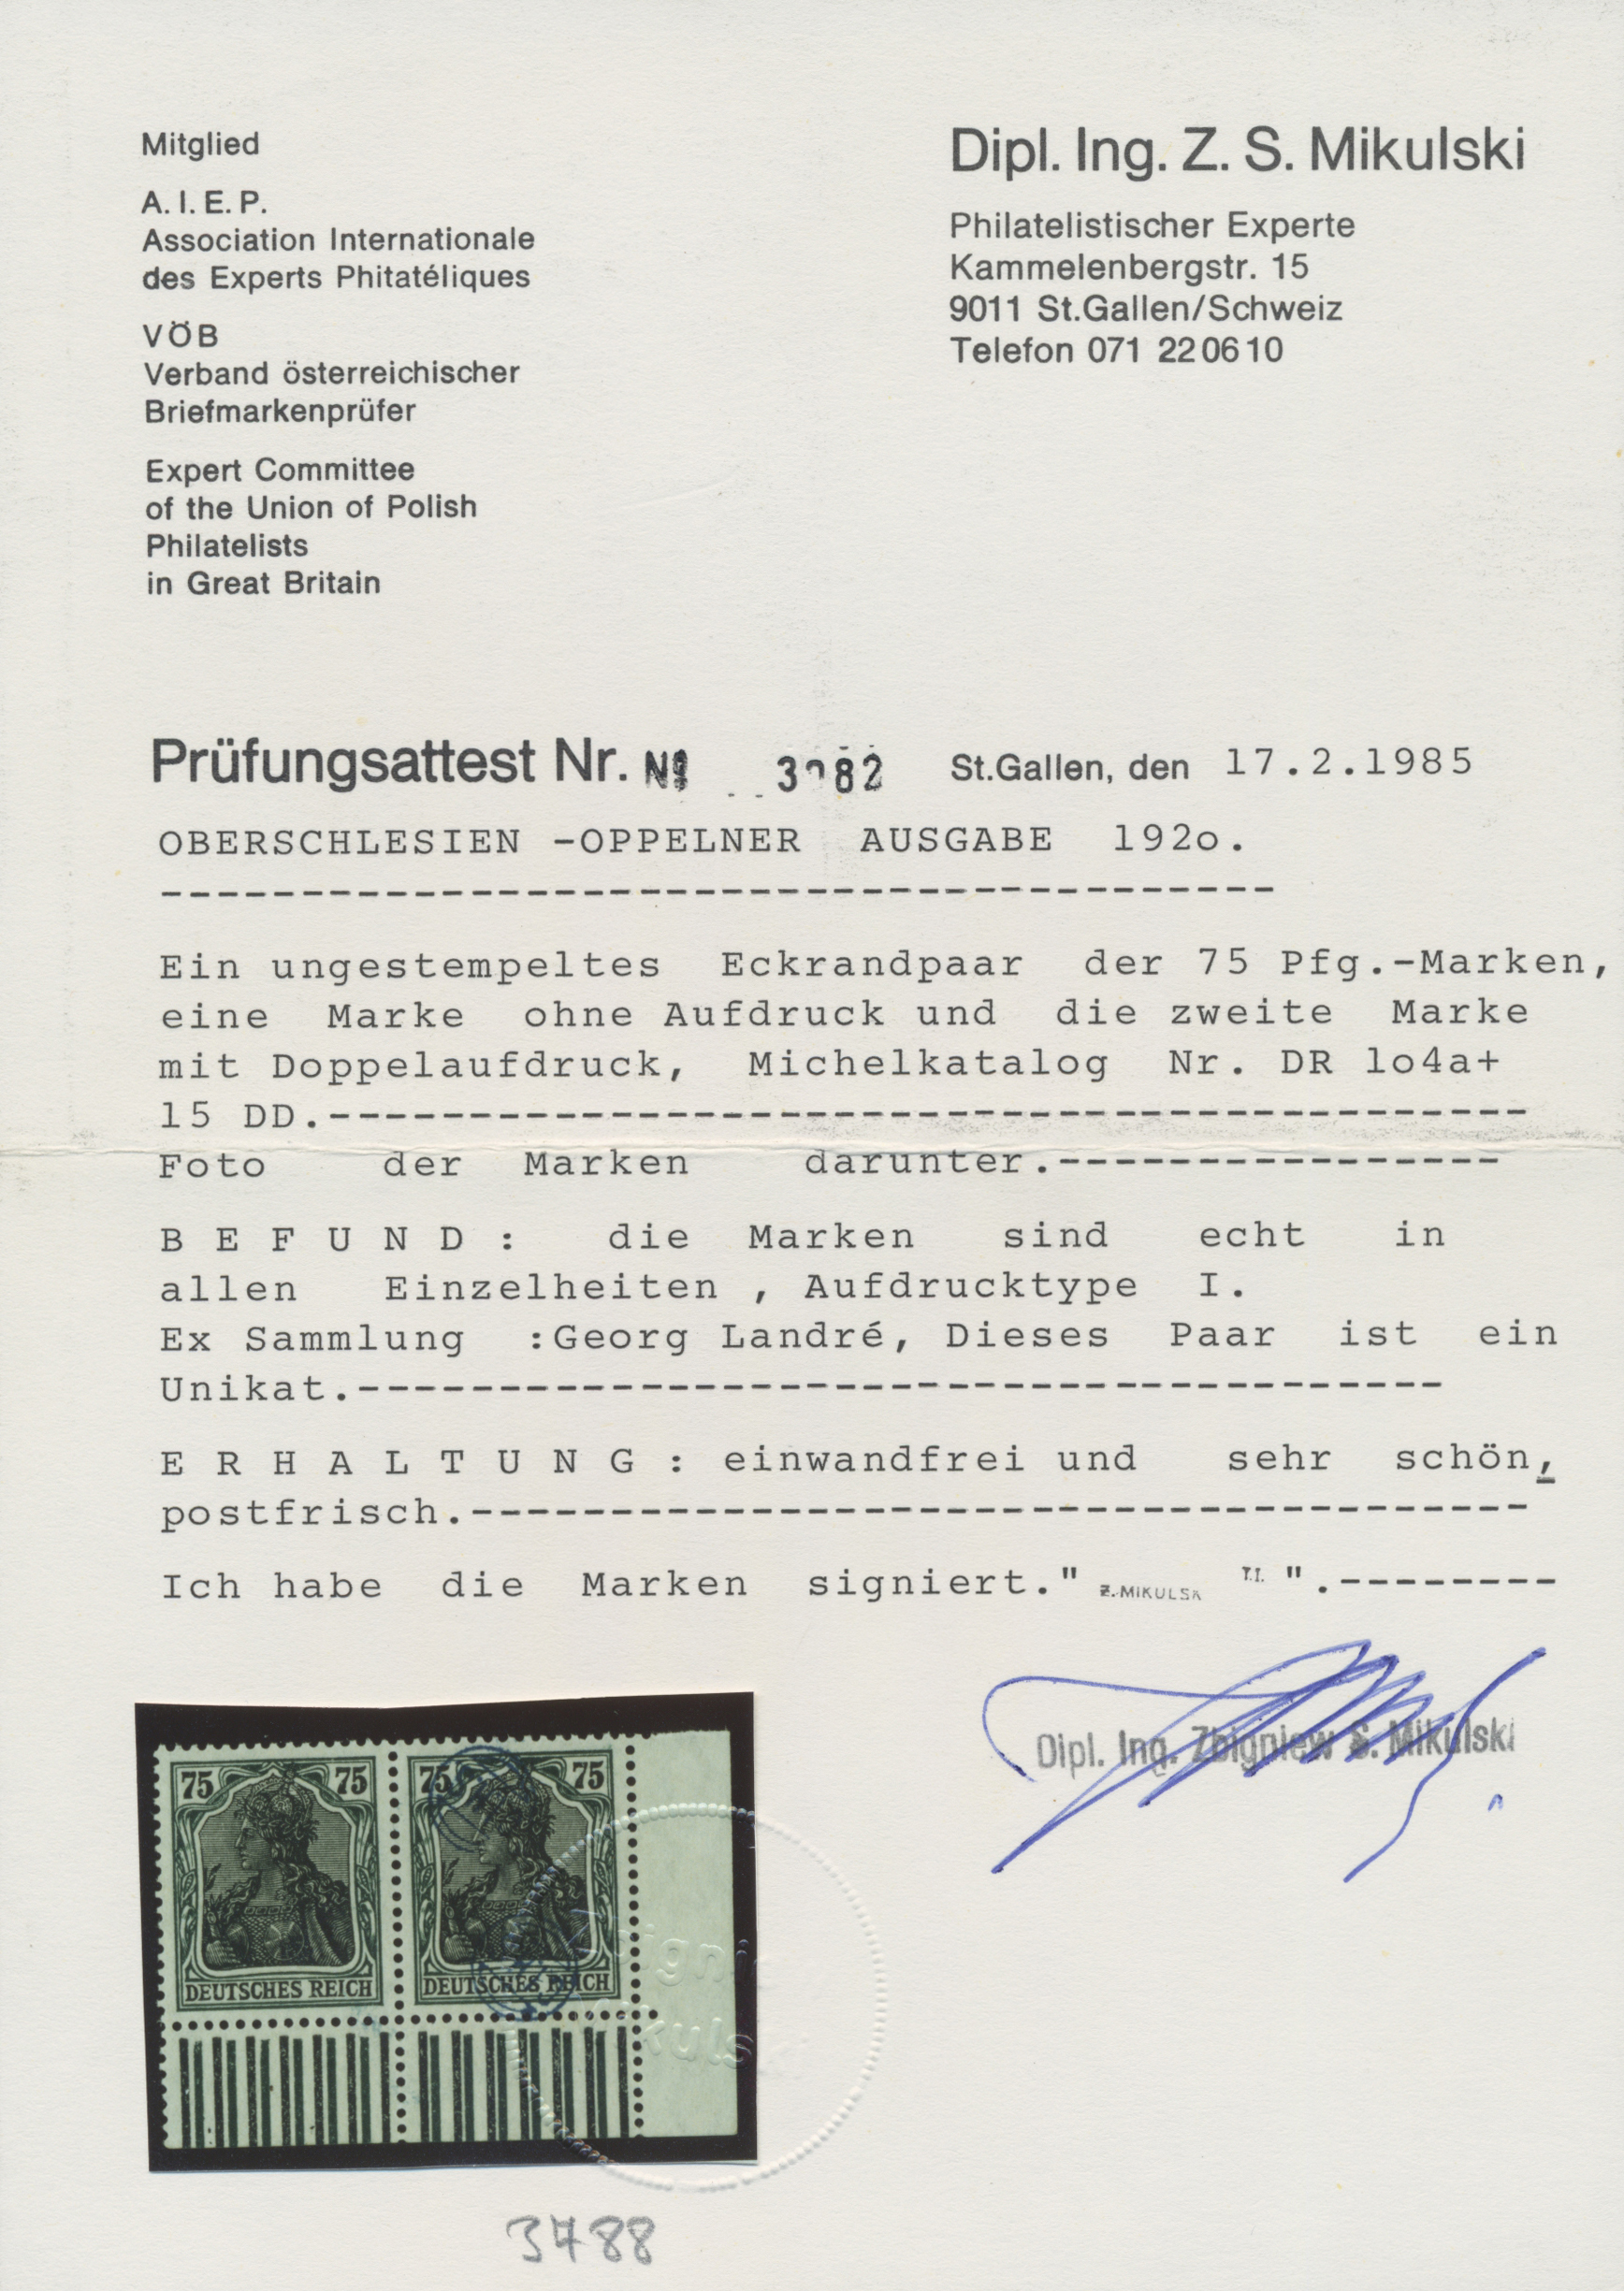 Mitglied
A. I. E. P.
Association Internationale
des Experts Phitatéliques
VÖB
Verband österreichischer
Briefmarkenprüfer
Expert Committee
of the Union of Polish
Philatelists
in Great Britain
Dipl. Ing. Z. S. Mikulski
Philatelistischer Experte
Kammelenbergstr. 15
9011 St.Gallen/Schweiz
Telefon 071 22 06 10
Prüfungsattest Nr. No St.Gallen, den 17.2.1985
OBERSCHLESIEN -OPPELNER AUSGABE 192o.
----------------------------------------
Ein ungestempeltes Eckrandpaar der 75 Pfg.-Marken,
eine Marke ohne Aufdruck und die zweite Marke
mit Doppelaufdruck, Michelkatalog Nr. DR lo4a+
15 DD.-------------------------------------------
Foto der Marken darunter.----------------
B E F U N D : die Marken sind echt in
allen Einzelheiten , Aufdrucktype I.
Ex Sammlung :Georg Landré, Dieses Paar ist ein
Unikat.---------------------------------------
E R H A L T U N G : einwandfrei und sehr schön,
postfrisch.--------------------------------------
Ich habe die Marken signiert." Z.MIKULSK T.I. ".--------
Dipl. Ing. Zbigniew S. Mikulski
75 75 75 75
DEUTSCHES REICH DEUTSCHES REICH
Mikulski
3788